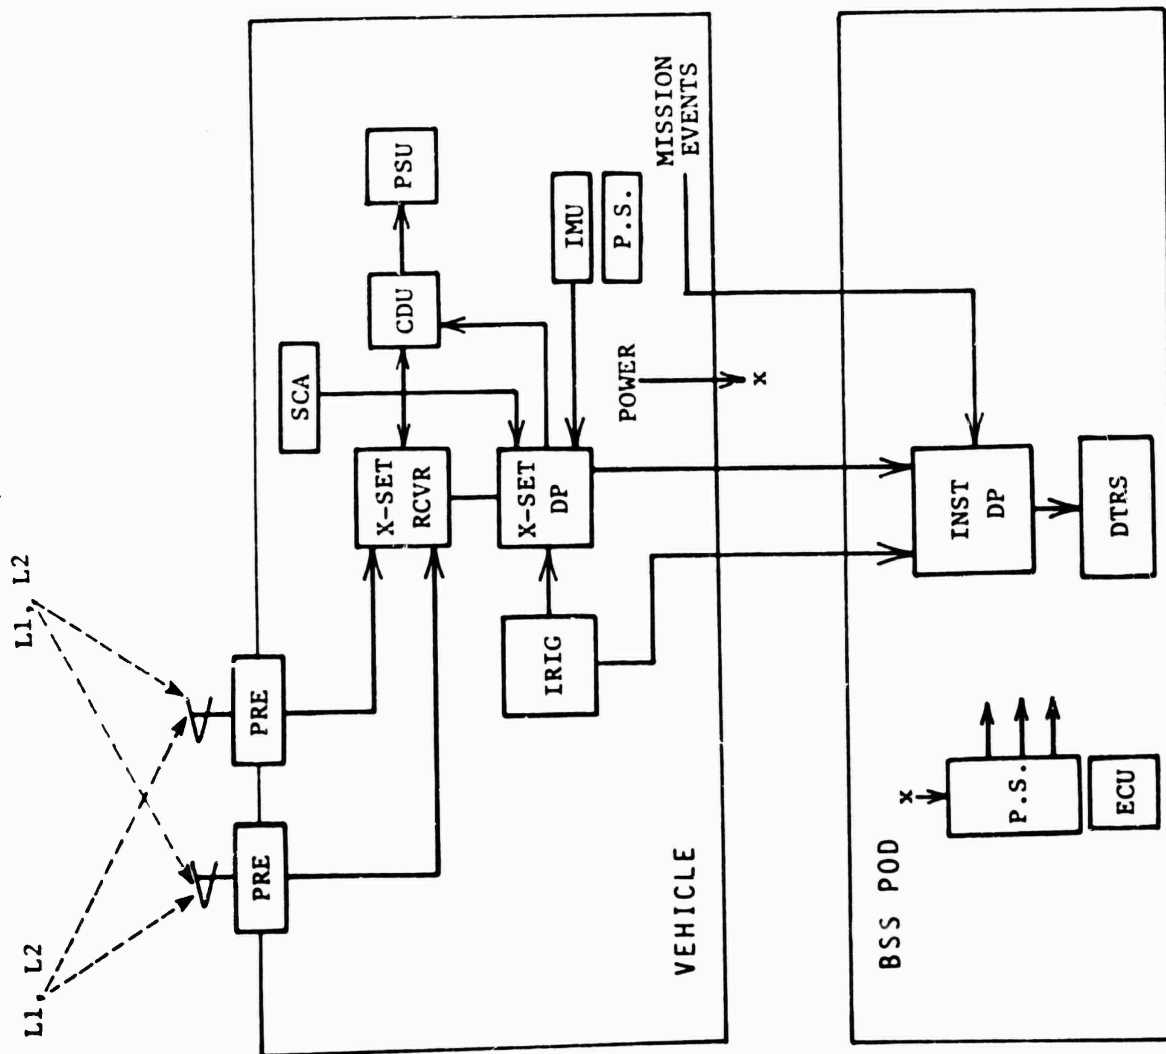 L1, L2
L1, L2
PRE
PRE
SCA
X-SET
RCVR
CDU
PSU
IRIG
X-SET
DP
IMU
P.S.
POWER
x
MISSION
EVENTS
VEHICLE
BSS POD
x
P.S.
ECU
INST
DP
DTRS